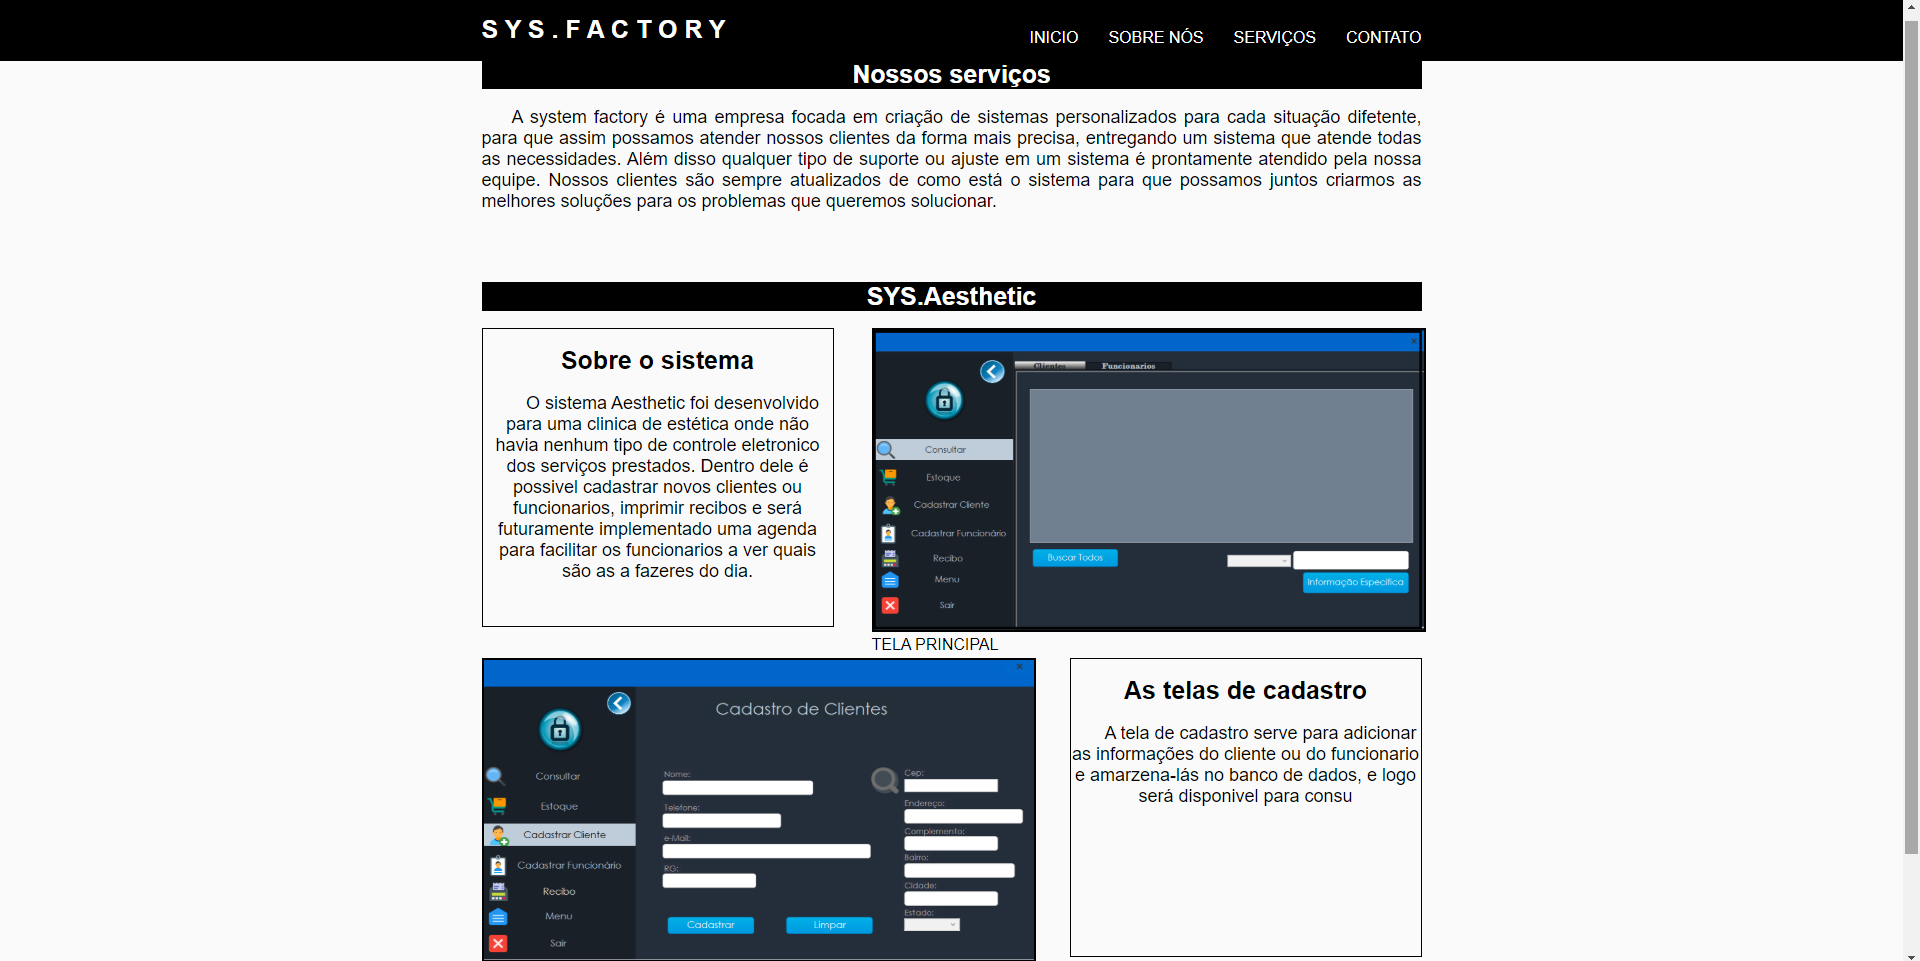 SYS.FACTORY
INICIO SOBRE NÓS SERVIÇOS CONTATO
Nossos serviços
A system factory é uma empresa focada em criação de sistemas personalizados para cada situação difetente,
para que assim possamos atender nossos clientes da forma mais precisa, entregando um sistema que atende todas
as necessidades. Além disso qualquer tipo de suporte ou ajuste em um sistema é prontamente atendido pela nossa
equipe. Nossos clientes são sempre atualizados de como está o sistema para que possamos juntos criarmos as
melhores soluções para os problemas que queremos solucionar.
SYS.Aesthetic
Sobre o sistema
O sistema Aesthetic foi desenvolvido
para uma clinica de estética onde não
havia nenhum tipo de controle eletronico
dos serviços prestados. Dentro dele é
possivel cadastrar novos clientes ou
funcionarios, imprimir recibos e será
futuramente implementado uma agenda
para facilitar os funcionarios a ver quais
são as a fazeres do dia.
Clientes Funcionarios
Consultar
Estoque
Cadastrar Cliente
Cadastrar Funcionário
Recibo
Menu
Sair
Buscar Todos
Informação Especifica
TELA PRINCIPAL
Cadastro de Clientes
Consultar
Estoque
Cadastrar Cliente
Cadastrar Funcionário
Recibo
Menu
Sair
Nome:
Telefone:
e-Mail:
RG:
Cep:
Endereço:
Complemento:
Bairro:
Cidade:
Estado:
Cadastrar Limpar
As telas de cadastro
A tela de cadastro serve para adicionar
as informações do cliente ou do funcionario
e amarzena-lás no banco de dados, e logo
será disponivel para consu